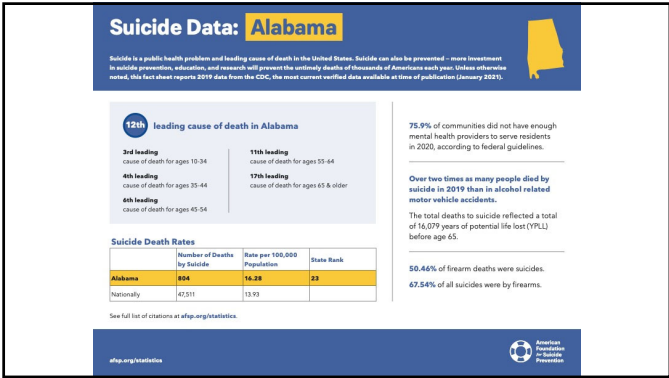 Suicide Data: Alabama
Suicide is a public health problem and leading cause of death in the United States. Suicide can also be prevented – more investment
in suicide prevention, education, and research will prevent the untimely deaths of thousands of Americans each year. Unless otherwise
noted, this fact sheet reports 2019 data from the CDC, the most current verified data available at time of publication (January 2021).
12th leading cause of death in Alabama
3rd leading
cause of death for ages 10-34
4th leading
cause of death for ages 35-44
6th leading
cause of death for ages 45-54
11th leading
cause of death for ages 55-64
17th leading
cause of death for ages 65 & older
75.9% of communities did not have enough
mental health providers to serve residents
in 2020, according to federal guidelines.
Over two times as many people died by
suicide in 2019 than in alcohol related
motor vehicle accidents.
The total deaths to suicide reflected a total
of 16,079 years of potential life lost (YPLL)
before age 65.
50.46% of firearm deaths were suicides.
67.54% of all suicides were by firearms.
Suicide Death Rates
Number of Deaths by Suicide Rate per 100,000 Population State Rank
Alabama 804 16.28 23
Nationally 47,511 13.93
See full list of citations at afsp.org/statistics.
afsp.org/statistics
American
Foundation
for Suicide
Prevention